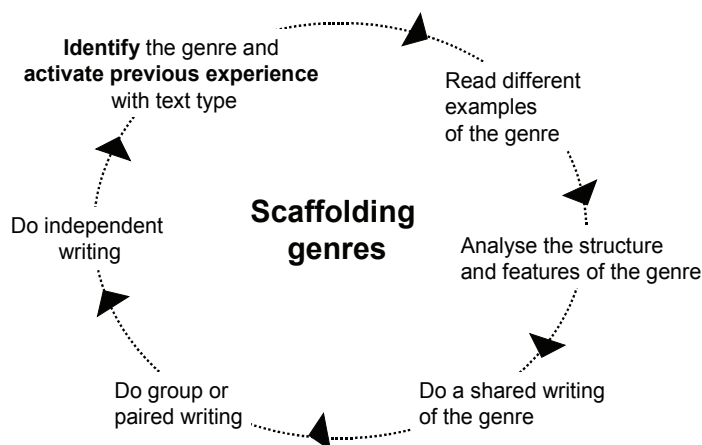 Identify the genre and
activate previous experience
with text type
Read different
examples
of the genre
Analyse the structure
and features of the genre
Do a shared writing
of the genre
Do group or
paired writing
Do independent
writing
Scaffolding
genres